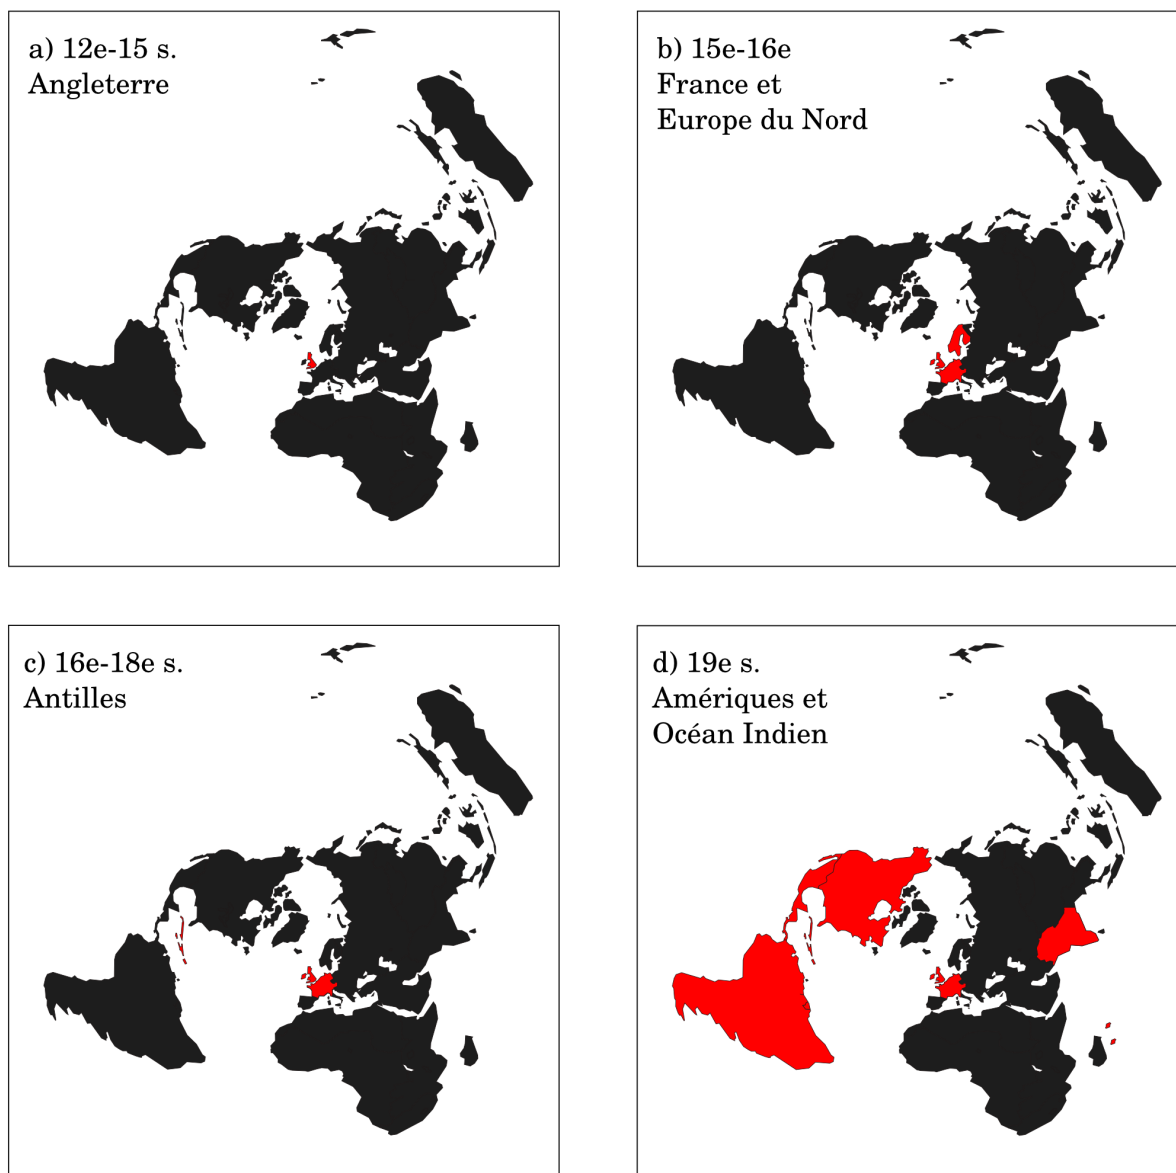 a) 12e-15 s.
Angleterre
b) 15e-16e
France et
Europe du Nord
c) 16e-18e s.
Antilles
d) 19e s.
Amériques et
Océan Indien